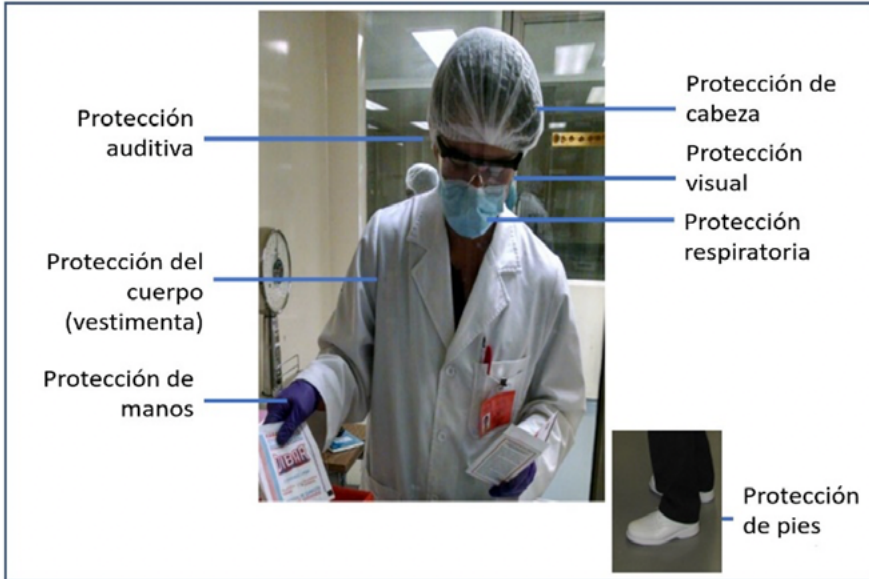 Protección
auditiva
Protección del
cuerpo
(vestimenta)
Protección de
manos
Protección de
cabeza
Protección
visual
Protección
respiratoria
Protección
de pies